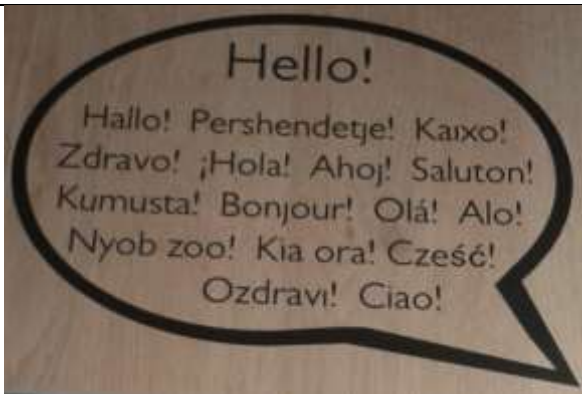 Hello!
Hallo! Pershendetje! Kaixo!
Zdravo! ¡Hola! Ahoj! Saluton!
Kumusta! Bonjour! Olá! Alo!
Nyob zoo! Kia ora! Cześć!
Ozdravi! Ciao!